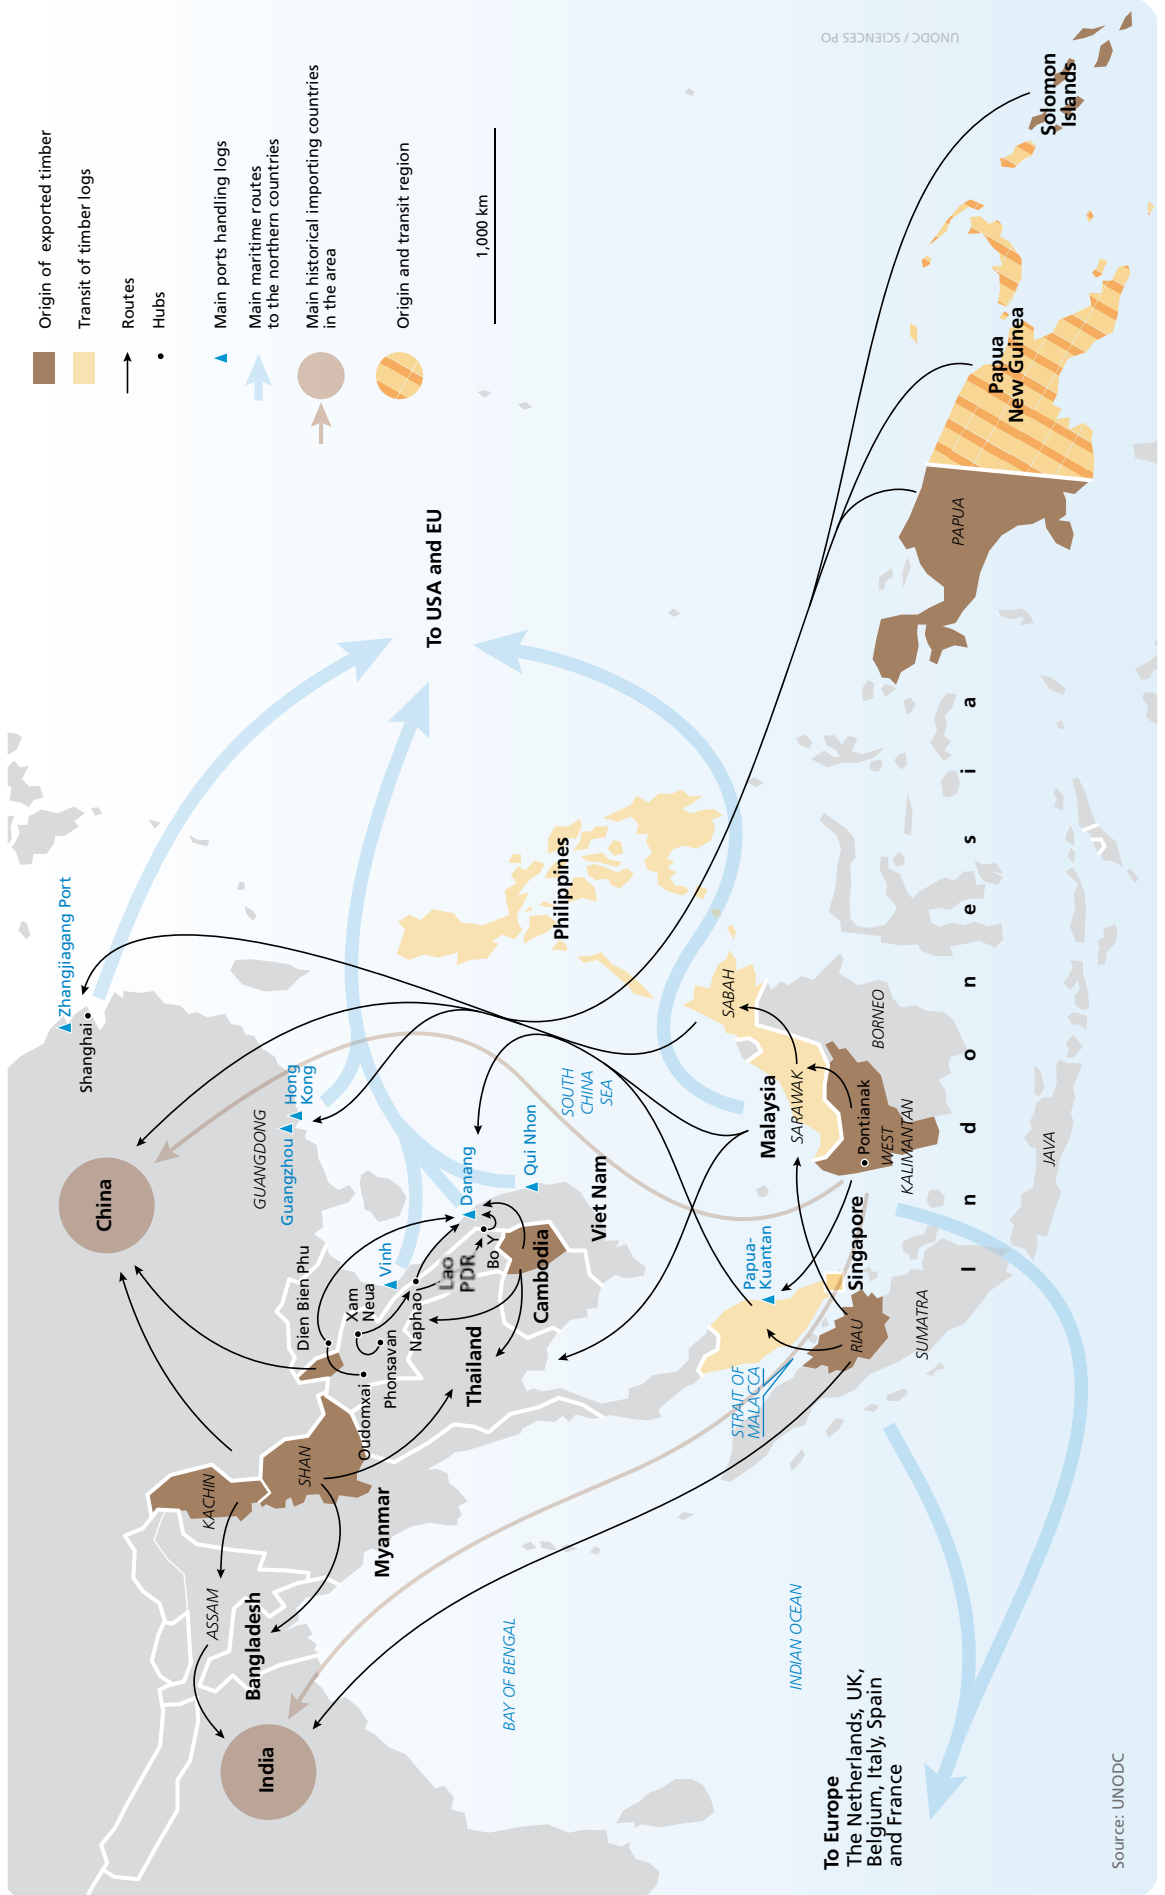 Origin of exported timber
Transit of timber logs
Routes
Hubs
Main ports handling logs
Main maritime routes
to the northern countries
Main historical importing countries
in the area
Origin and transit region
1,000 km
UNODC / SCIENCES PO
Zhangjiagang Port
Shanghai
China
GUANGDONG
Guangzhou
Hong
Kong
To USA and EU
Dien Bien Phu
Xam
Neua
Vinh
Oudomxai
Phonsavan
Naphao
Lao
PDR
Danang
Bo Y
Qui Nhon
Viet Nam
Cambodia
Thailand
KACHIN
SHAN
Myanmar
ASSAM
Bangladesh
India
SOUTH
CHINA
SEA
Philippines
BAY OF BENGAL
INDIAN OCEAN
STRAIT OF
MALACCA
Papua-
Kuantan
Singapore
Malaysia
SABAH
SARAWAK
Pontianak
WEST
KALIMANTAN
BORNEO
RIAU
SUMATRA
JAVA
Indonesia
PAPUA
Papua
New Guinea
Solomon
Islands
To Europe
The Netherlands, UK,
Belgium, Italy, Spain
and France
Source: UNODC